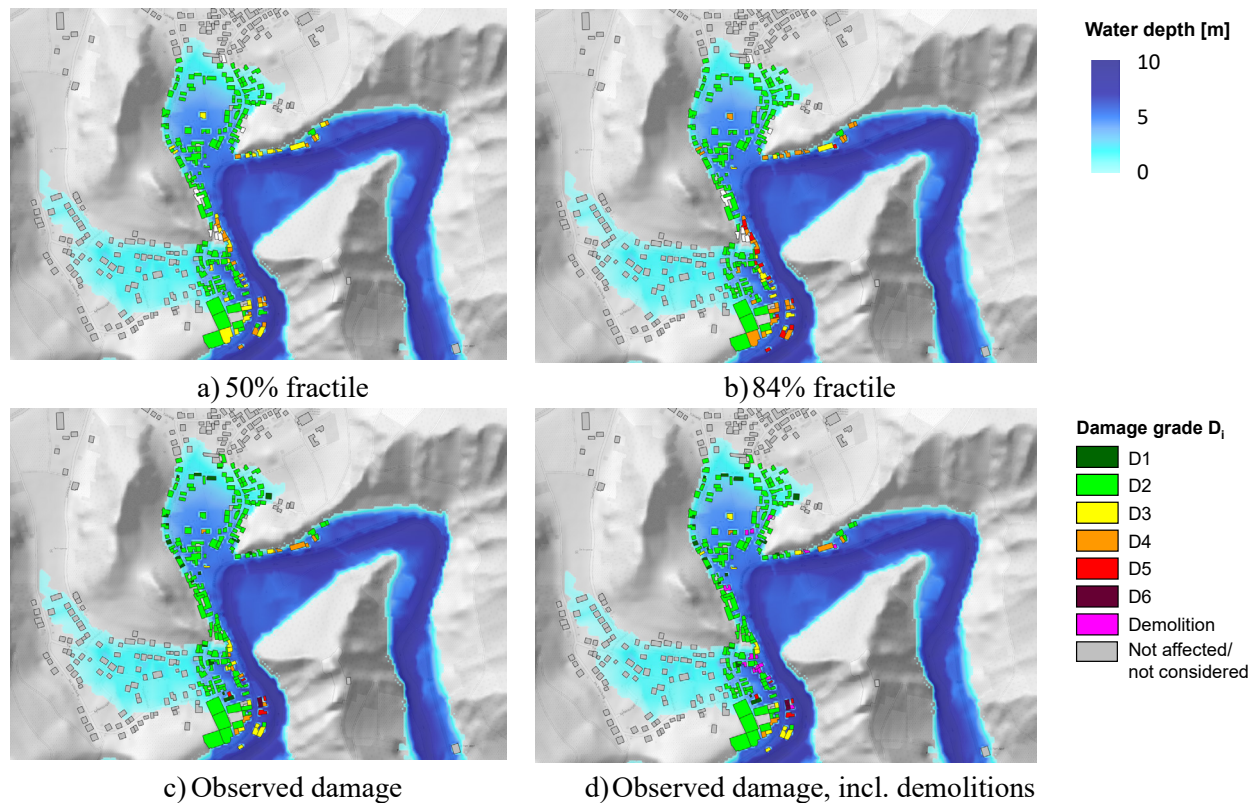 Water depth [m]
10
5
0
a) 50% fractile
b) 84% fractile
Damage grade Di
D1
D2
D3
D4
D5
D6
Demolition
Not affected/
not considered
c) Observed damage
d) Observed damage, incl. demolitions